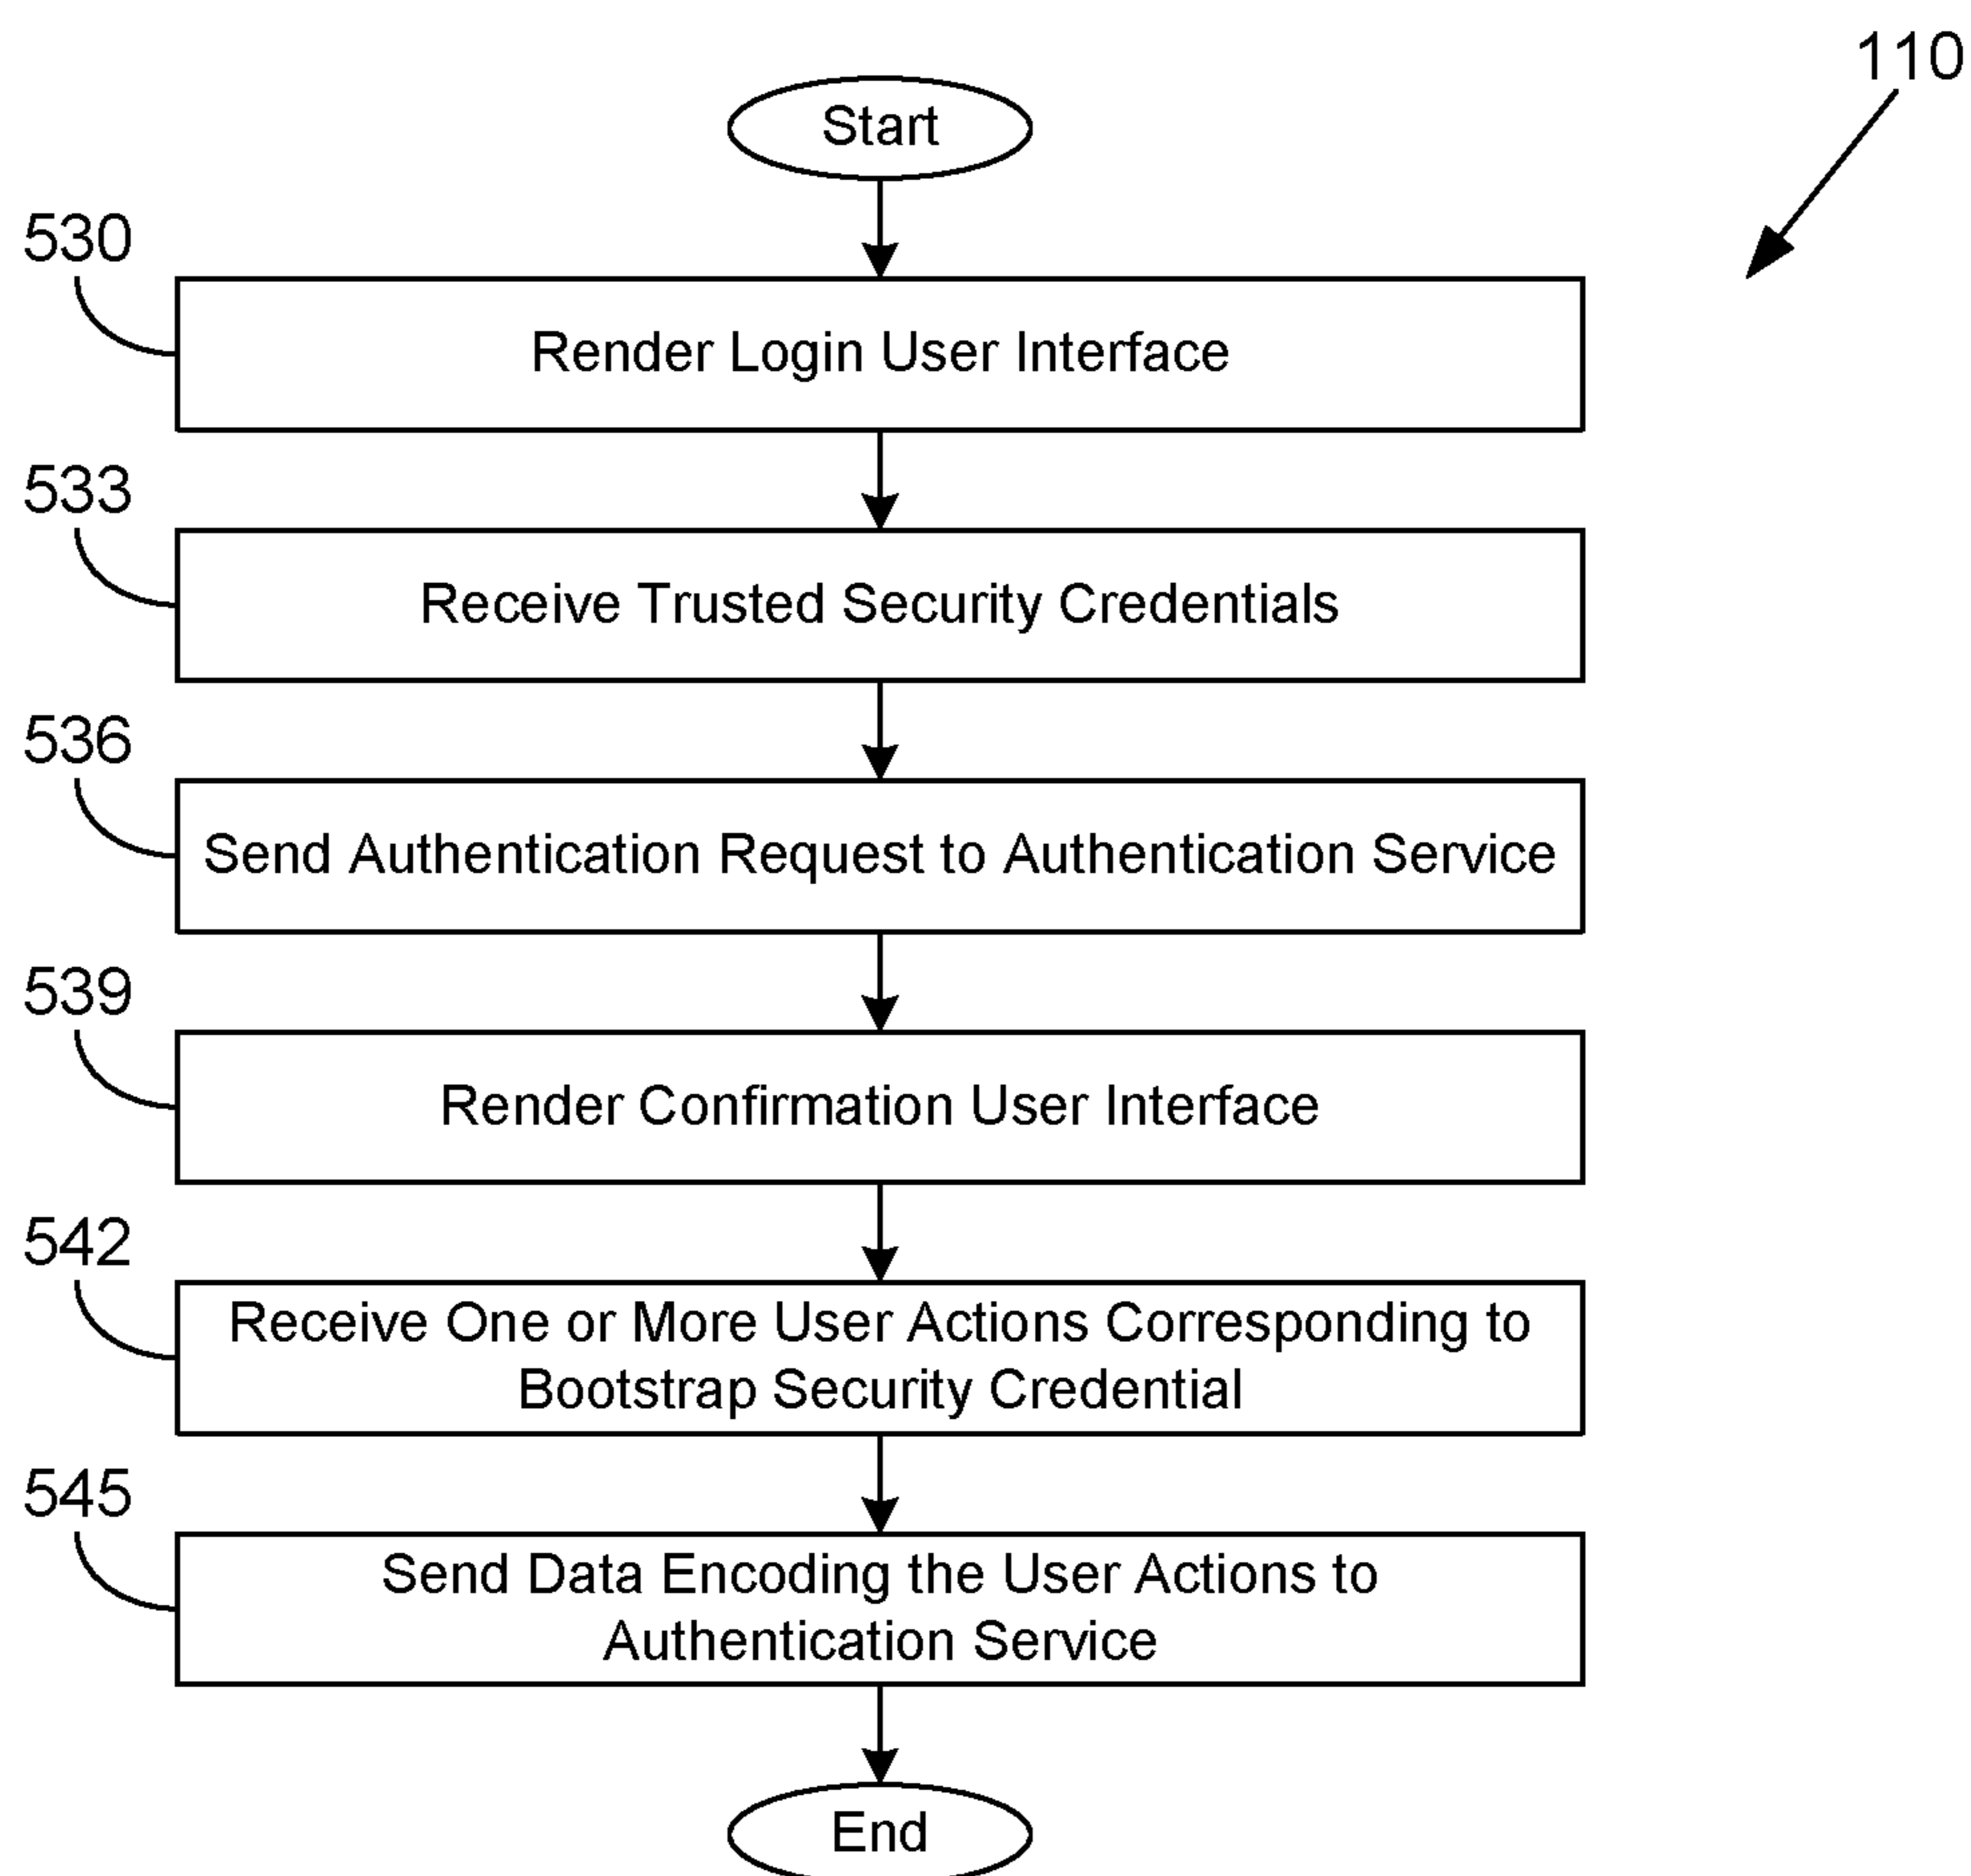 110
Start
530
Render Login User Interface
533
Receive Trusted Security Credentials
536
Send Authentication Request to Authentication Service
539
Render Confirmation User Interface
542
Receive One or More User Actions Corresponding to
Bootstrap Security Credential
545
Send Data Encoding the User Actions to
Authentication Service
End